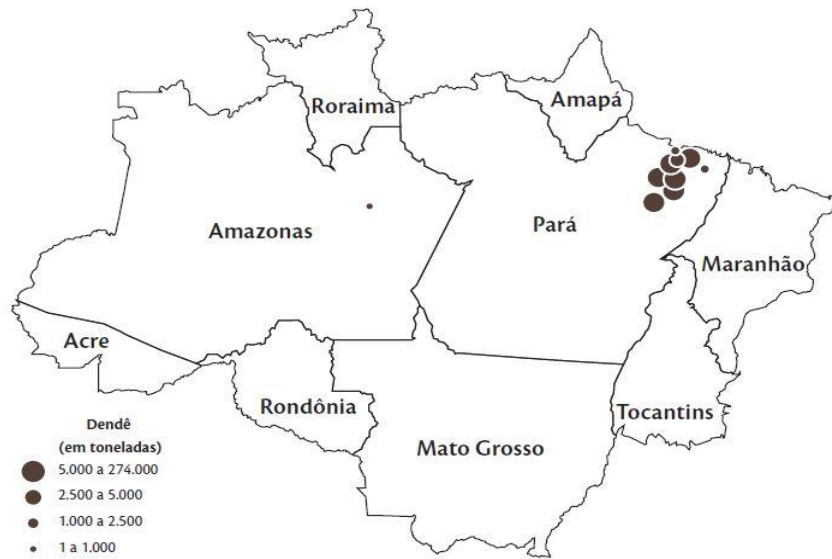 Roraima
Amapá
Amazonas
Pará
Maranhão
Acre
Rondônia
Tocantins
Mato Grosso
Dendê
(em toneladas)
5.000 a 274.000
2.500 a 5.000
1.000 a 2.500
1 a 1.000